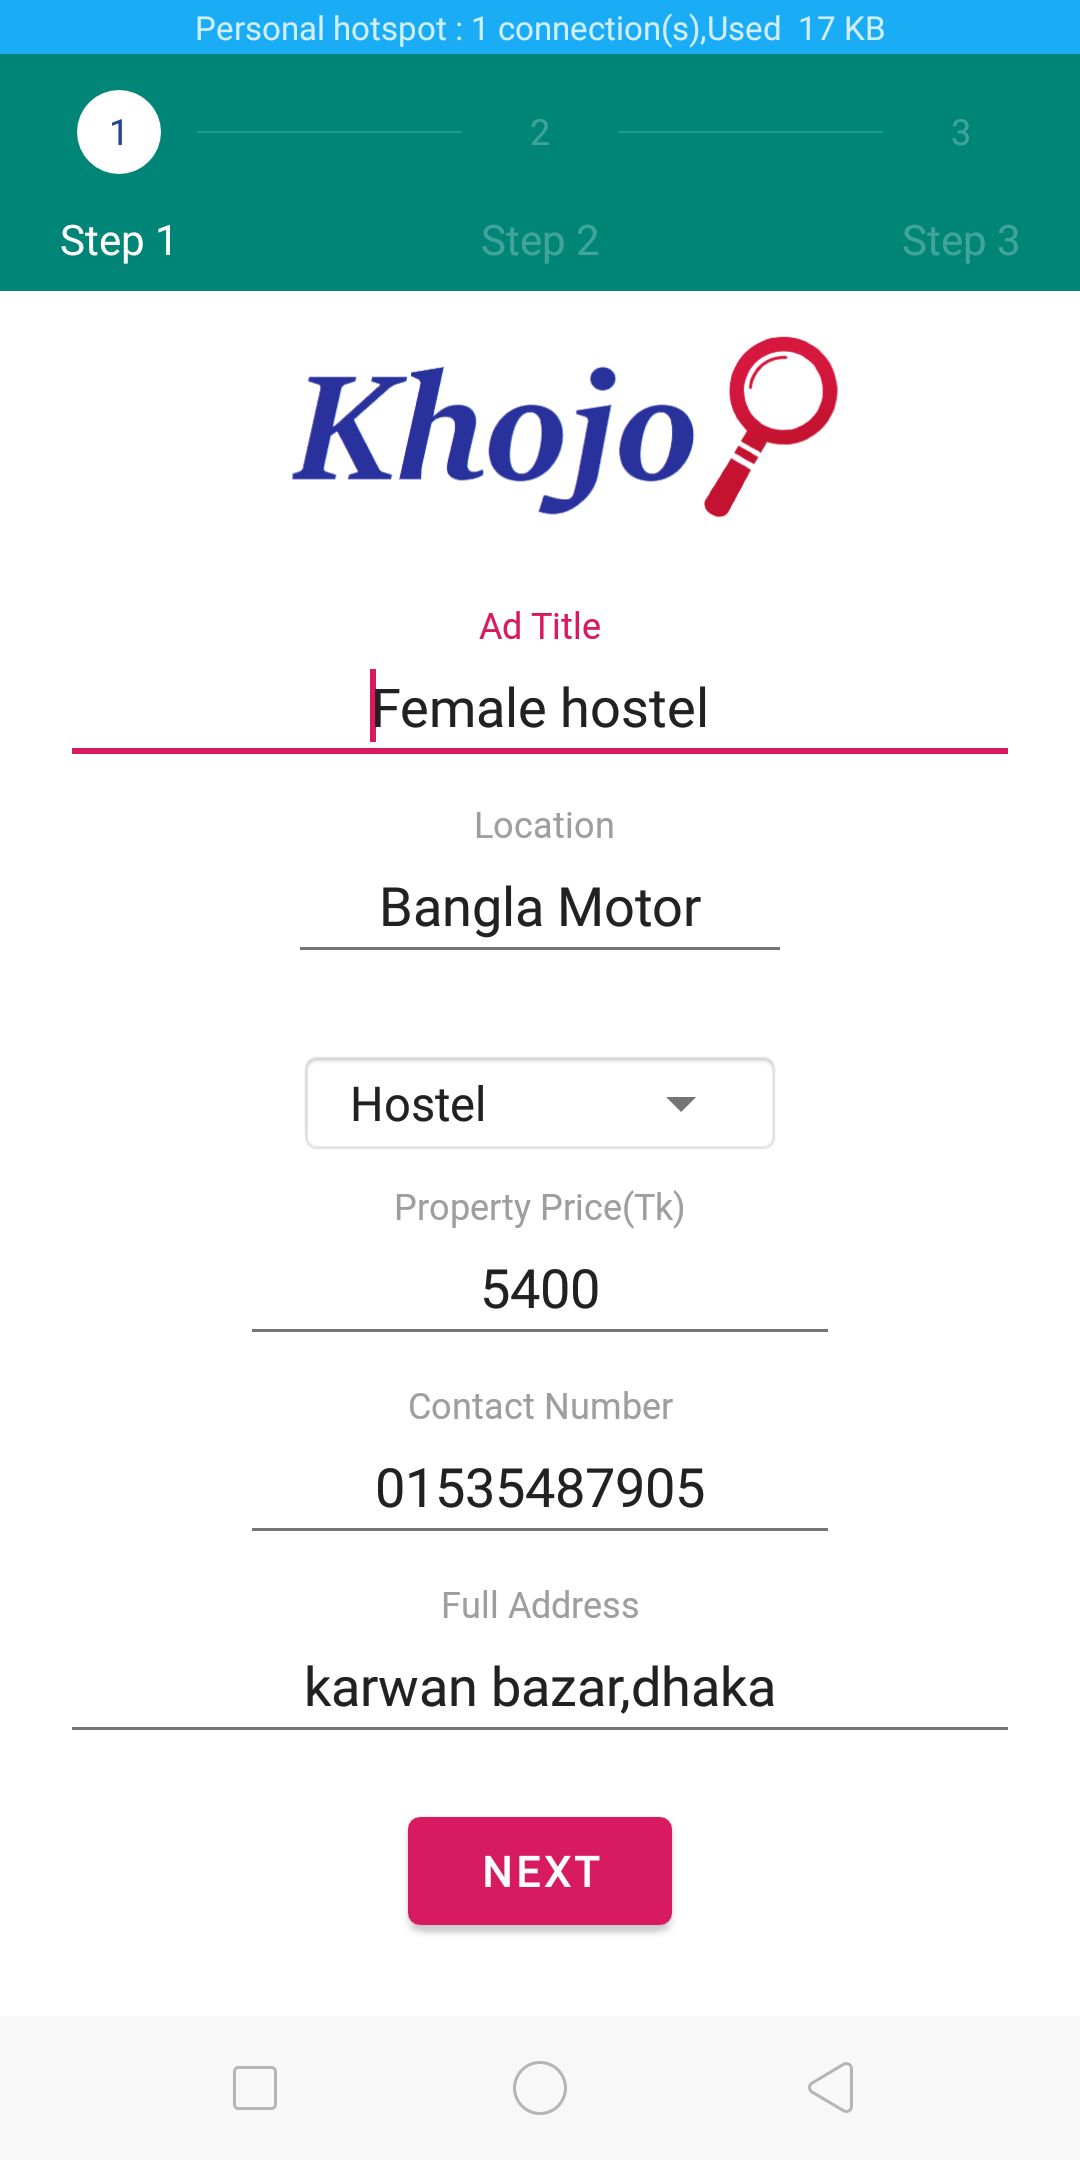 Personal hotspot : 1 connection(s),Used  17 KB
1 2 3
Step 1 Step 2 Step 3
Khojo
Ad Title
Female hostel
Location
Bangla Motor
Hostel
Property Price(Tk)
5400
Contact Number
01535487905
Full Address
karwan bazar,dhaka
NEXT